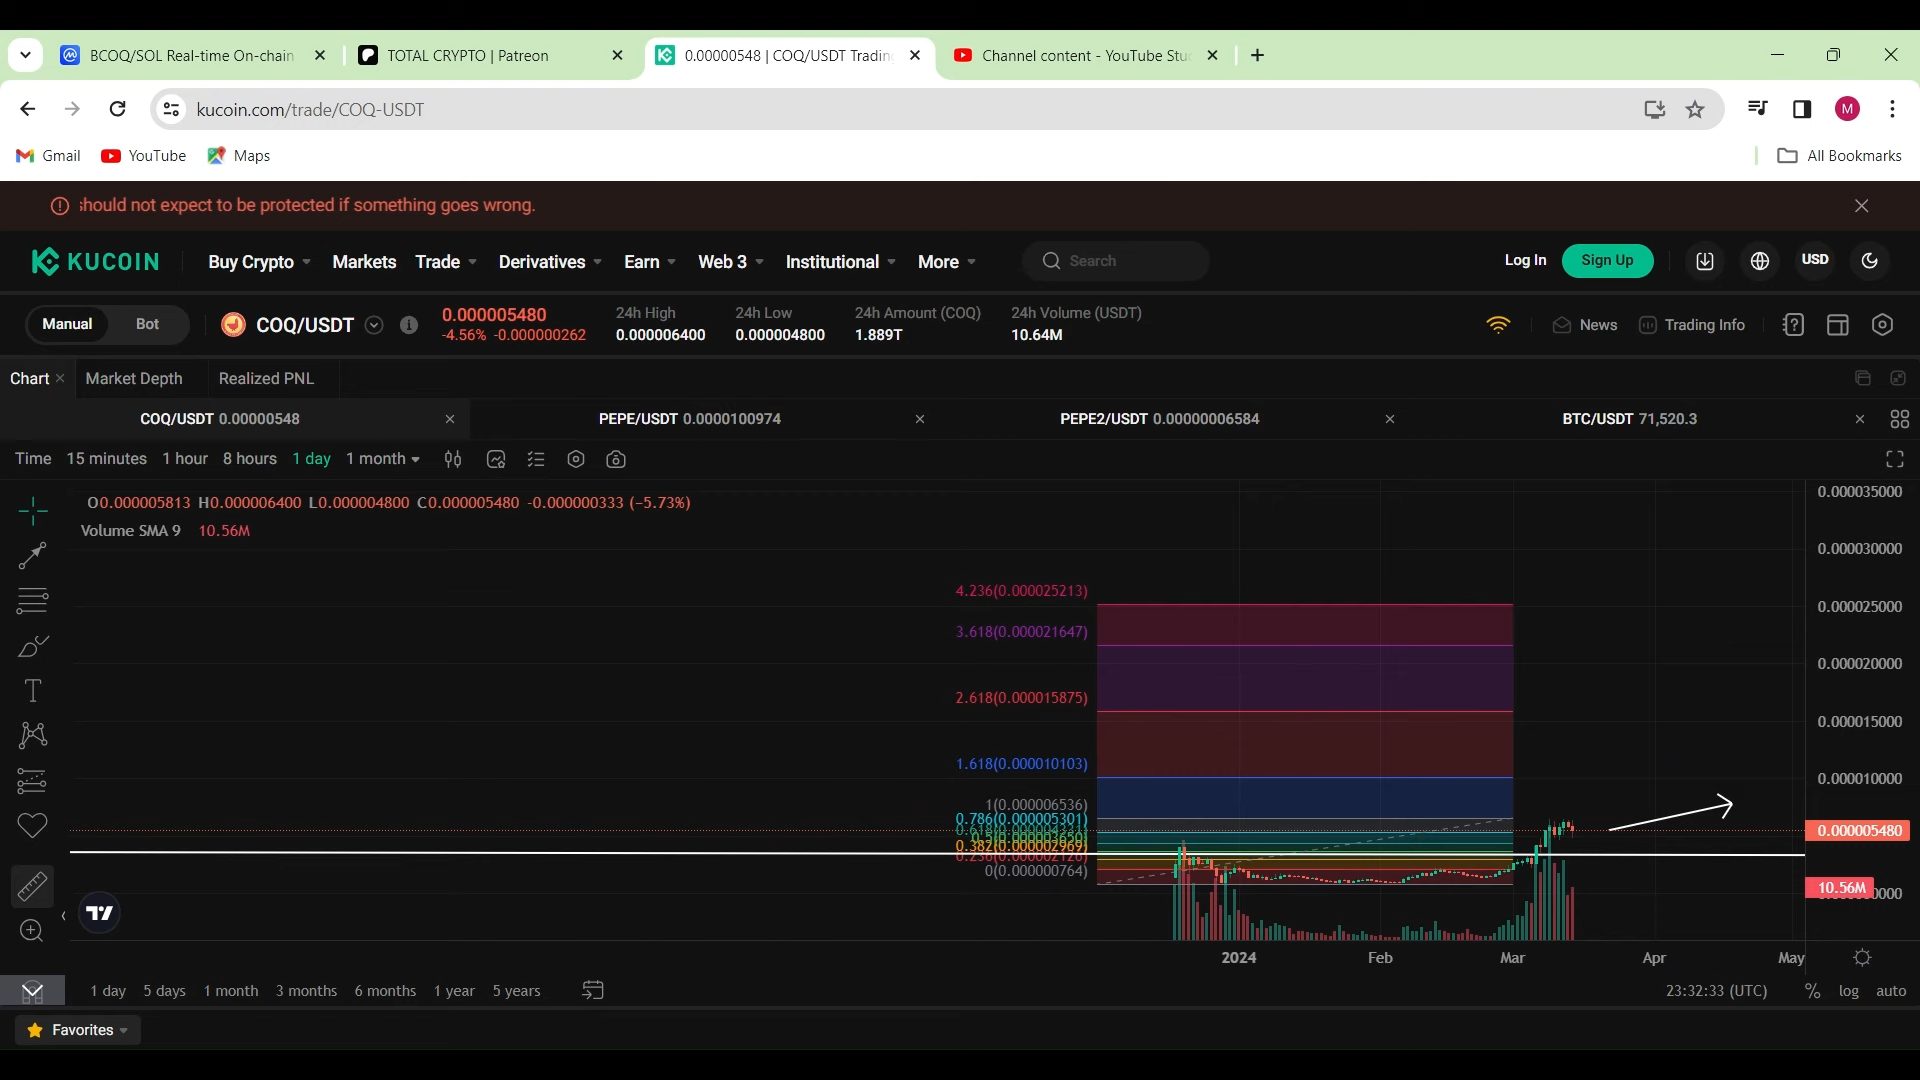 BCOQ/SOL Real-time On-chain
TOTAL CRYPTO | Patreon
0.00000548 | COQ/USDT Trading
Channel content - YouTube Stu
kucoin.com/trade/COQ-USDT
M
Gmail
YouTube
Maps
All Bookmarks
should not expect to be protected if something goes wrong.
KUCOIN
Buy Crypto
Markets
Trade
Derivatives
Earn
Web 3
Institutional
More
Search
Log In
Sign Up
USD
Manual
Bot
COQ/USDT
0.000005480
-4.56% -0.000000262
24h High
0.000006400
24h Low
0.000004800
24h Amount (COQ)
1.889T
24h Volume (USDT)
10.64M
News
Trading Info
Chart
Market Depth
Realized PNL
COQ/USDT 0.00000548
PEPE/USDT 0.0000100974
PEPE2/USDT 0.00000006584
BTC/USDT 71,520.3
Time 15 minutes 1 hour 8 hours 1 day 1 month
O0.000005813 H0.000006400 L0.000004800 C0.000005480 -0.000000333 (−5.73%)
Volume SMA 9 10.56M
0.000035000
0.000030000
0.000025000
0.000020000
0.000015000
0.000010000
0.000005480
10.56M
4.236(0.000025213)
3.618(0.000021647)
2.618(0.000015875)
1.618(0.000010103)
1(0.000006536)
0.786(0.000005301)
0.5(0.000003650)
0.382(0.000002969)
0.236(0.000002126)
0(0.000000764)
2024
Feb
Mar
Apr
May
1 day 5 days 1 month 3 months 6 months 1 year 5 years
23:32:33 (UTC)
% log auto
Favorites